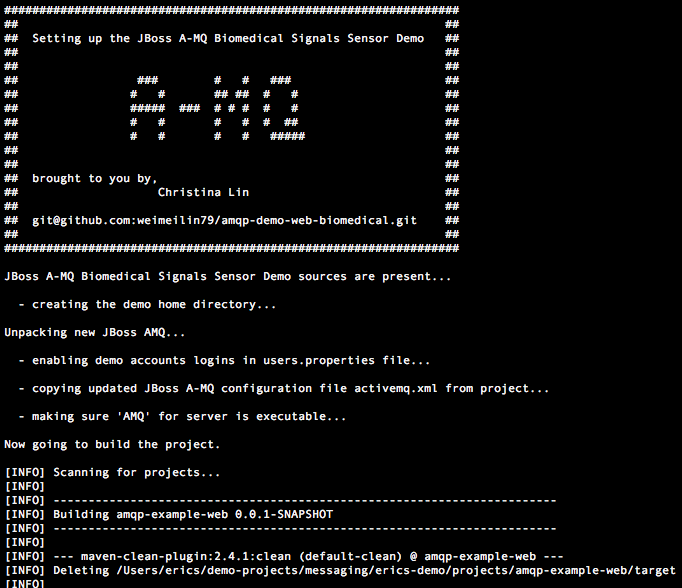 #################################################################
##                                                             ##
##  Setting up the JBoss A-MQ Biomedical Signals Sensor Demo   ##
##                                                             ##
##                                                             ##
##                 ###        #   #   ###                      ##
##                #   #       ## ##  #   #                     ##
##                #####  ###  # # #  #   #                     ##
##                #   #       #   #  #  ##                     ##
##                #   #       #   #   #####                    ##
##                                                             ##
##                                                             ##
##  brought to you by,                                         ##
##                    Christina Lin                            ##
##                                                             ##
##  git@github.com:weimeilin79/amqp-demo-web-biomedical.git    ##
##                                                             ##
#################################################################
JBoss A-MQ Biomedical Signals Sensor Demo sources are present...
  - creating the demo home directory...
Unpacking new JBoss AMQ...
  - enabling demo accounts logins in users.properties file...
  - copying updated JBoss A-MQ configuration file activemq.xml from project...
  - making sure 'AMQ' for server is executable...
Now going to build the project.
[INFO] Scanning for projects...
[INFO]
[INFO] ------------------------------------------------------------------------
[INFO] Building amqp-example-web 0.0.1-SNAPSHOT
[INFO] ------------------------------------------------------------------------
[INFO]
[INFO] --- maven-clean-plugin:2.4.1:clean (default-clean) @ amqp-example-web ---
[INFO] Deleting /Users/erics/demo-projects/messaging/erics-demo/projects/amqp-example-web/target
[INFO]